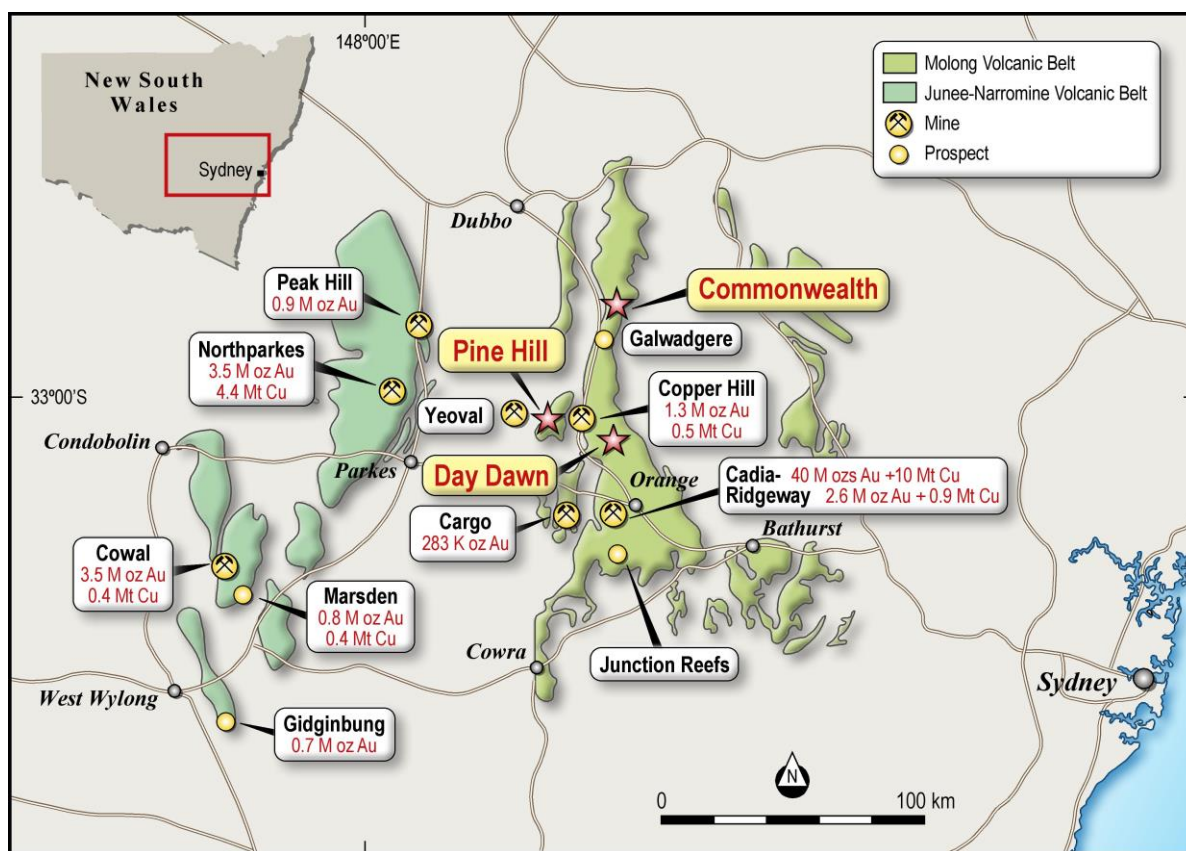 148º00'E
New South
Wales
Sydney
Molong Volcanic Belt
Junee-Narromine Volcanic Belt
Mine
Prospect
Dubbo
Peak Hill
0.9 M oz Au
Commonwealth
Northparkes
3.5 M oz Au
4.4 Mt Cu
Pine Hill
Galwadgere
33º00'S
Yeoval
Copper Hill
1.3 M oz Au
0.5 Mt Cu
Condobolin
Parkes
Day Dawn
Orange
Cadia- 40 M ozs Au +10 Mt Cu
Ridgeway 2.6 M oz Au + 0.9 Mt Cu
Cargo
283 K oz Au
Bathurst
Cowal
3.5 M oz Au
0.4 Mt Cu
Marsden
0.8 M oz Au
0.4 Mt Cu
Cowra
Junction Reefs
Sydney
West Wylong
Gidginbung
0.7 M oz Au
N
0 100 km